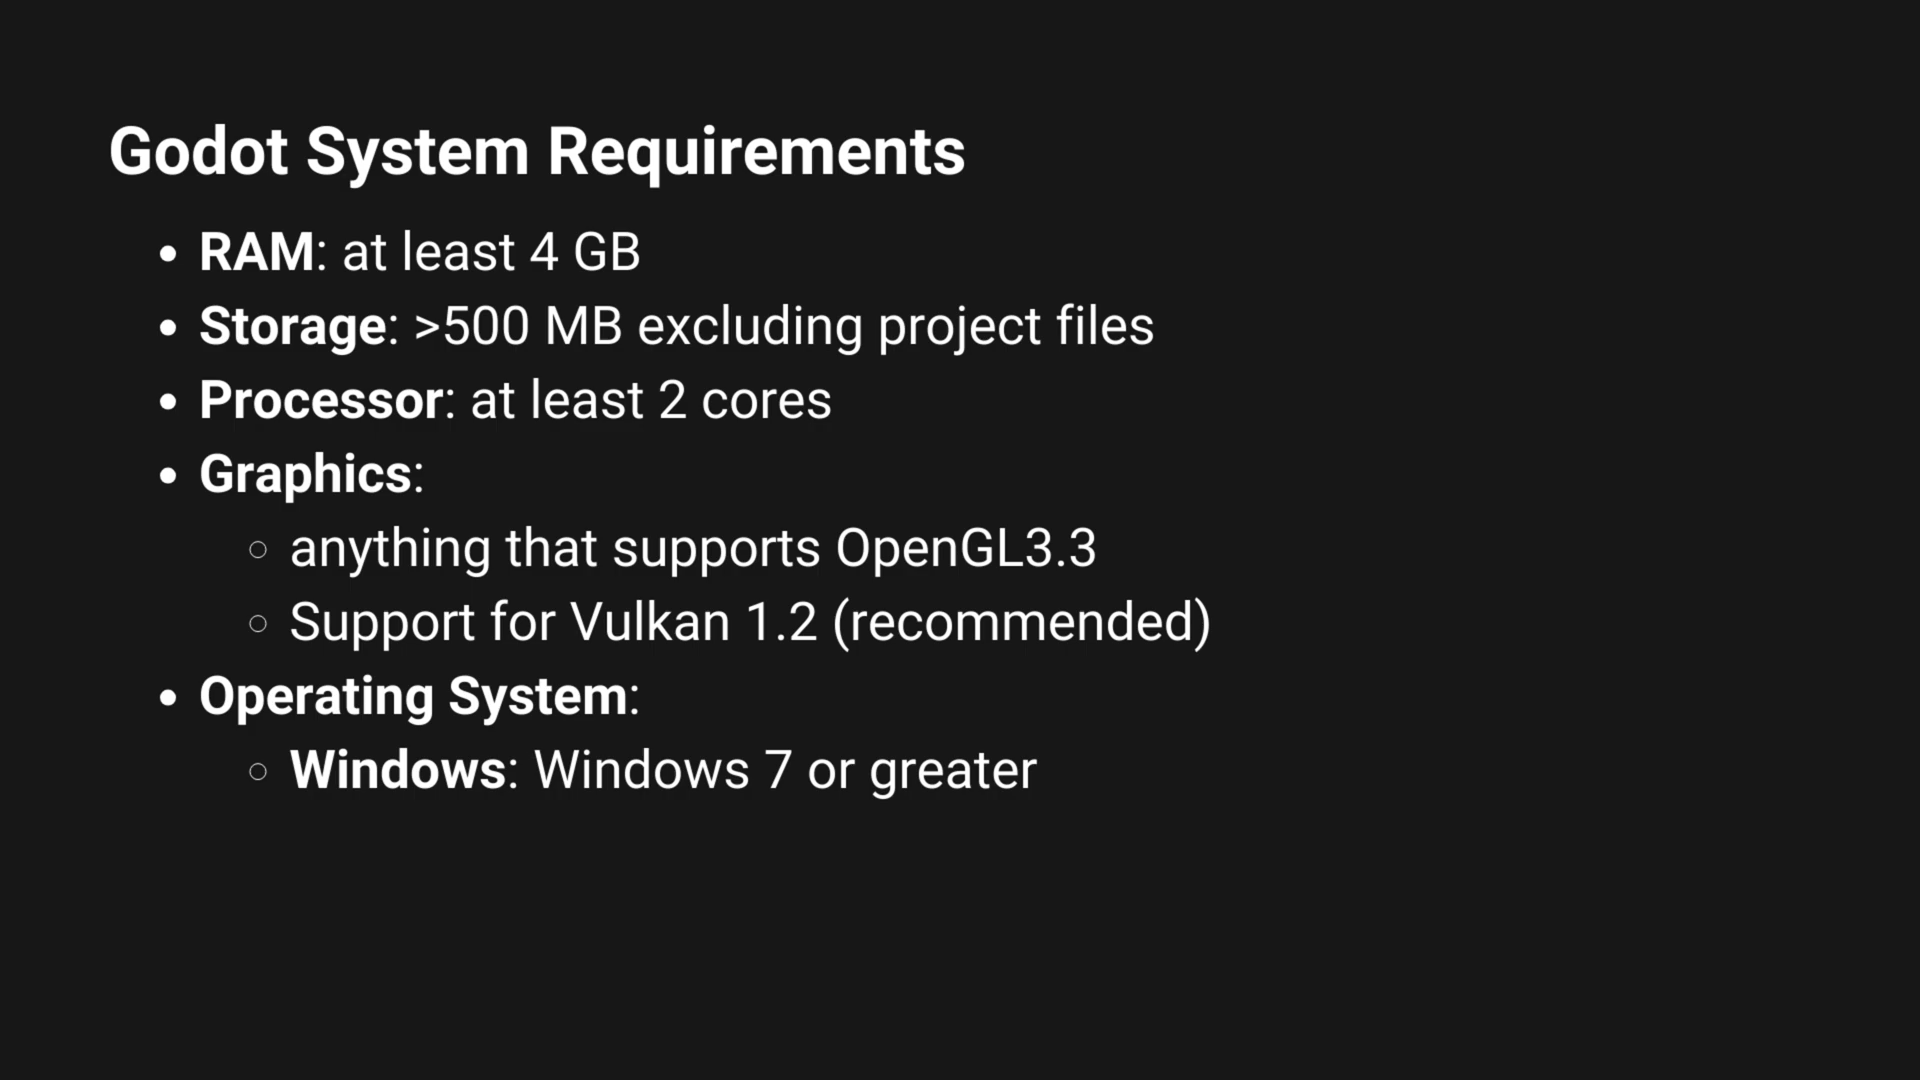 Godot System Requirements
• RAM: at least 4 GB
• Storage: >500 MB excluding project files
• Processor: at least 2 cores
• Graphics:
○ anything that supports OpenGL3.3
○ Support for Vulkan 1.2 (recommended)
• Operating System:
○ Windows: Windows 7 or greater